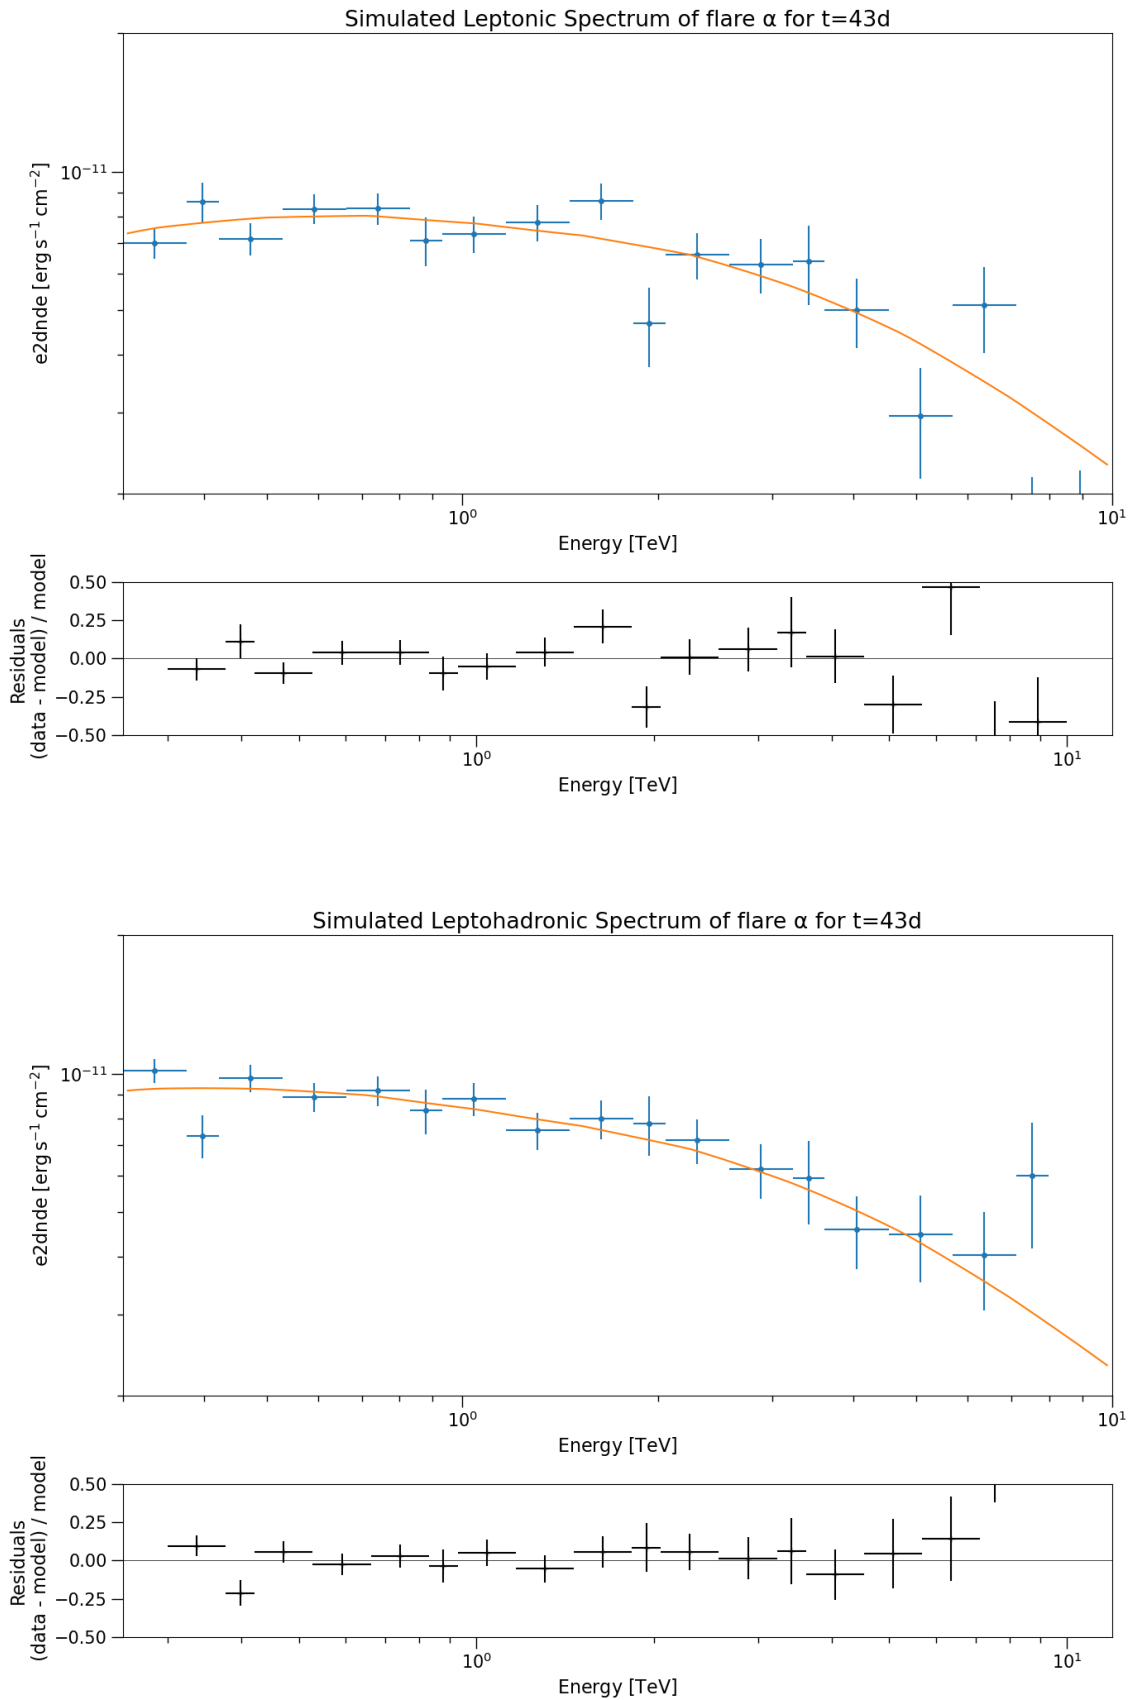 Simulated Leptonic Spectrum of flare α for t=43d
10⁻¹¹
e2dnde [erg s⁻¹ cm⁻²]
10⁰
10¹
Energy [TeV]
0.50
0.25
0.00
−0.25
−0.50
Residuals
(data - model) / model
10⁰
10¹
Energy [TeV]
Simulated Leptohadronic Spectrum of flare α for t=43d
10⁻¹¹
e2dnde [erg s⁻¹ cm⁻²]
10⁰
10¹
Energy [TeV]
0.50
0.25
0.00
−0.25
−0.50
Residuals
(data - model) / model
10⁰
10¹
Energy [TeV]